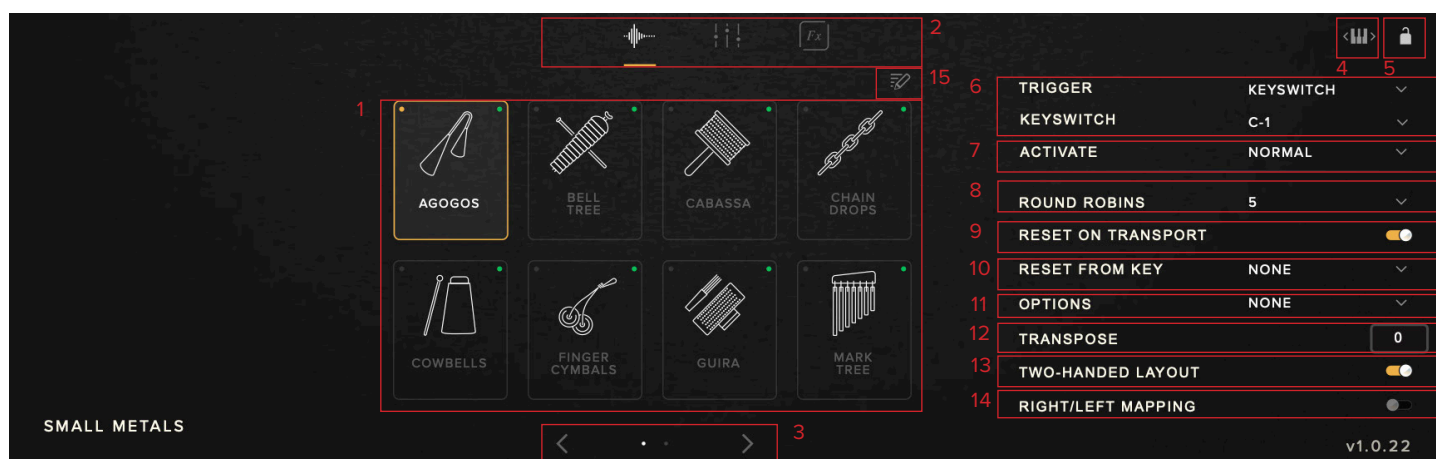 2
Fx
4
5
15
1
AGOGOS
BELL
TREE
CABASSA
CHAIN
DROPS
COWBELLS
FINGER
CYMBALS
GUIRA
MARK
TREE
SMALL METALS
3
6 TRIGGER KEYSWITCH
KEYSWITCH C-1
7 ACTIVATE NORMAL
8 ROUND ROBINS 5
9 RESET ON TRANSPORT
10 RESET FROM KEY NONE
11 OPTIONS NONE
12 TRANSPOSE 0
13 TWO-HANDED LAYOUT
14 RIGHT/LEFT MAPPING
v1.0.22